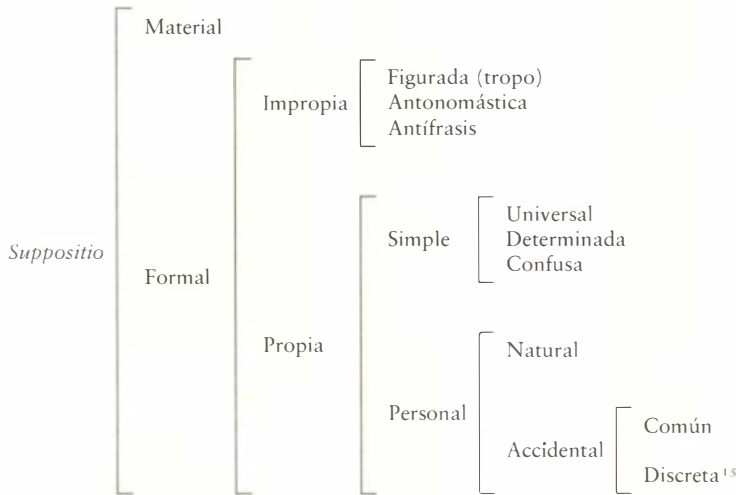 Material
Impropia
Figurada (tropo)
Antonomástica
Antífrasis
Suppositio
Formal
Propia
Simple
Universal
Determinada
Confusa
Personal
Natural
Accidental
Común
Discreta¹⁵